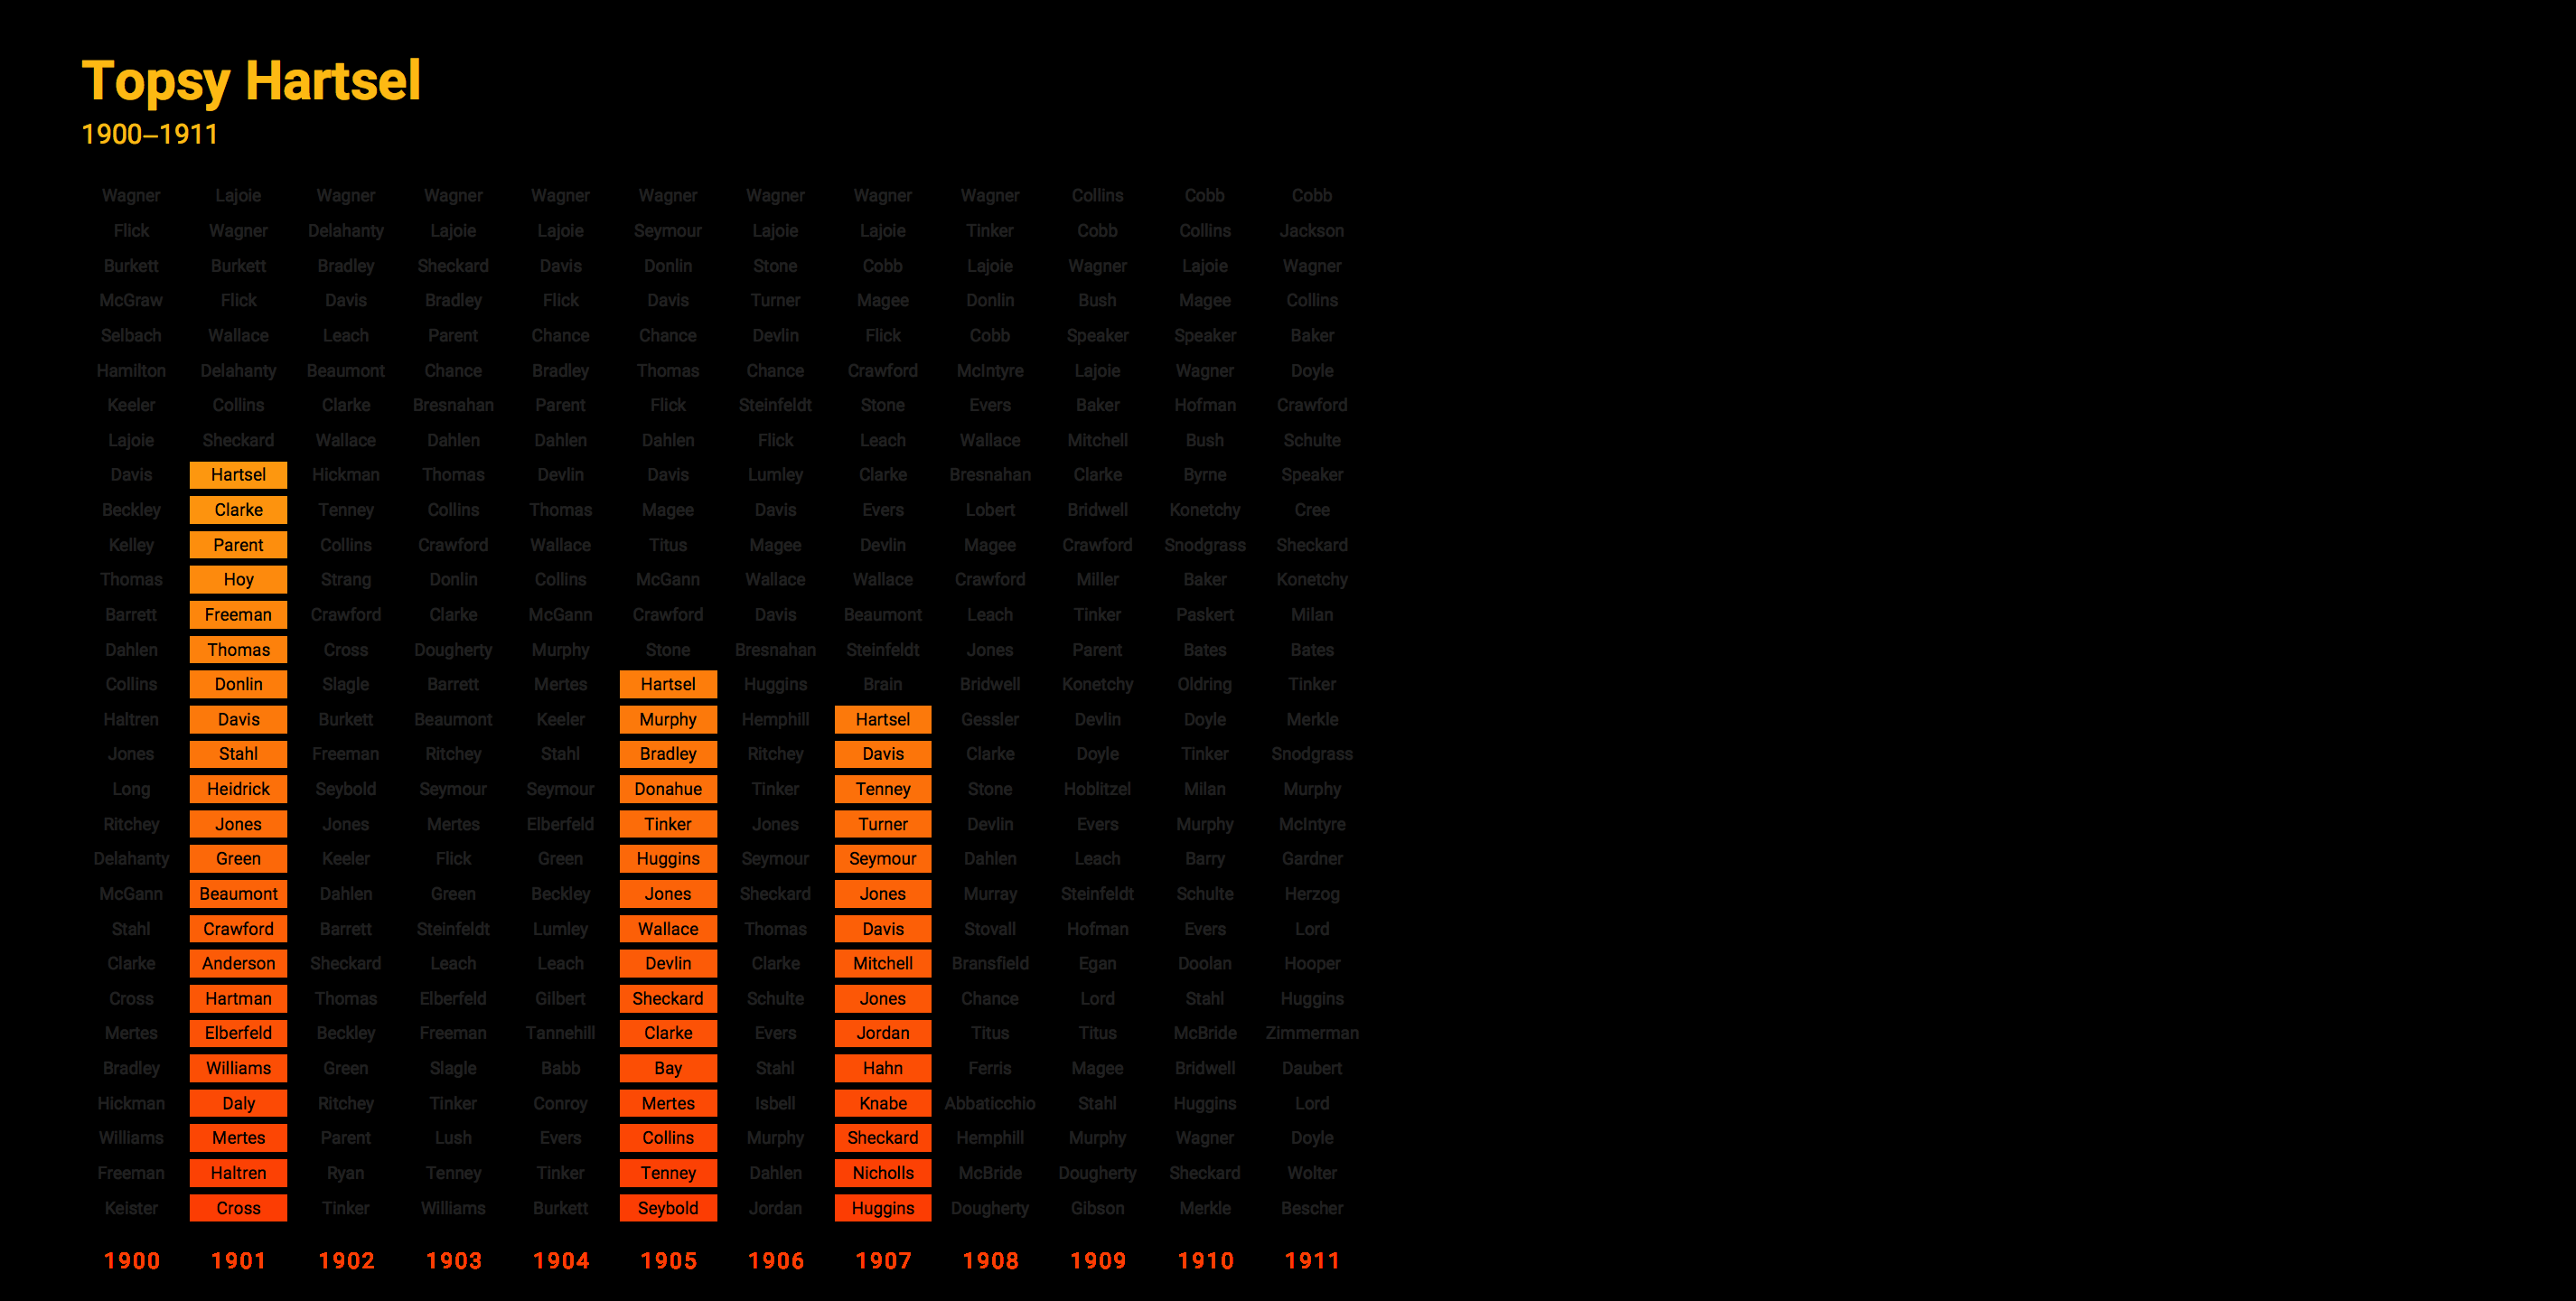 Topsy Hartsel
1900–1911
Wagner Lajoie Wagner Wagner Wagner Wagner Wagner Wagner Wagner Collins Cobb Cobb
Flick Wagner Delahanty Lajoie Lajoie Seymour Lajoie Lajoie Tinker Cobb Collins Jackson
Burkett Burkett Bradley Sheckard Davis Donlin Stone Cobb Lajoie Wagner Lajoie Wagner
McGraw Flick Davis Bradley Flick Davis Turner Magee Donlin Bush Magee Collins
Selbach Wallace Leach Parent Chance Chance Devlin Flick Cobb Speaker Speaker Baker
Hamilton Delahanty Beaumont Chance Bradley Thomas Chance Crawford McIntyre Lajoie Wagner Doyle
Keeler Collins Clarke Bresnahan Parent Flick Steinfeldt Stone Evers Baker Hofman Crawford
Lajoie Sheckard Wallace Dahlen Dahlen Dahlen Flick Leach Wallace Mitchell Bush Schulte
Davis Hartsel Hickman Thomas Devlin Davis Lumley Clarke Bresnahan Clarke Byrne Speaker
Beckley Clarke Tenney Collins Thomas Magee Davis Evers Lobert Bridwell Konetchy Cree
Kelley Parent Collins Crawford Wallace Titus Magee Devlin Magee Crawford Snodgrass Sheckard
Thomas Hoy Strang Donlin Collins McGann Wallace Wallace Crawford Miller Baker Konetchy
Barrett Freeman Crawford Clarke McGann Crawford Davis Beaumont Leach Tinker Paskert Milan
Dahlen Thomas Cross Dougherty Murphy Stone Bresnahan Steinfeldt Jones Parent Bates Bates
Collins Donlin Slagle Barrett Mertes Hartsel Huggins Brain Bridwell Konetchy Oldring Tinker
Haltren Davis Burkett Beaumont Keeler Murphy Hemphill Hartsel Gessler Devlin Doyle Merkle
Jones Stahl Freeman Ritchey Stahl Bradley Ritchey Davis Clarke Doyle Tinker Snodgrass
Long Heidrick Seybold Seymour Seymour Donahue Tinker Tenney Stone Hoblitzel Milan Murphy
Ritchey Jones Jones Mertes Elberfeld Tinker Jones Turner Devlin Evers Murphy McIntyre
Delahanty Green Keeler Flick Green Huggins Seymour Seymour Dahlen Leach Barry Gardner
McGann Beaumont Dahlen Green Beckley Jones Sheckard Jones Murray Steinfeldt Schulte Herzog
Stahl Crawford Barrett Steinfeldt Lumley Wallace Thomas Davis Stovall Hofman Evers Lord
Clarke Anderson Sheckard Leach Leach Devlin Clarke Mitchell Bransfield Egan Doolan Hooper
Cross Hartman Thomas Elberfeld Gilbert Sheckard Schulte Jones Chance Lord Stahl Huggins
Mertes Elberfeld Beckley Freeman Tannehill Clarke Evers Jordan Titus Titus McBride Zimmerman
Bradley Williams Green Slagle Babb Bay Stahl Hahn Ferris Magee Bridwell Daubert
Hickman Daly Ritchey Tinker Conroy Mertes Isbell Knabe Abbaticchio Stahl Huggins Lord
Williams Mertes Parent Lush Evers Collins Murphy Sheckard Hemphill Murphy Wagner Doyle
Freeman Haltren Ryan Tenney Tinker Tenney Dahlen Nicholls McBride Dougherty Sheckard Wolter
Keister Cross Tinker Williams Burkett Seybold Jordan Huggins Dougherty Gibson Merkle Bescher
1900 1901 1902 1903 1904 1905 1906 1907 1908 1909 1910 1911